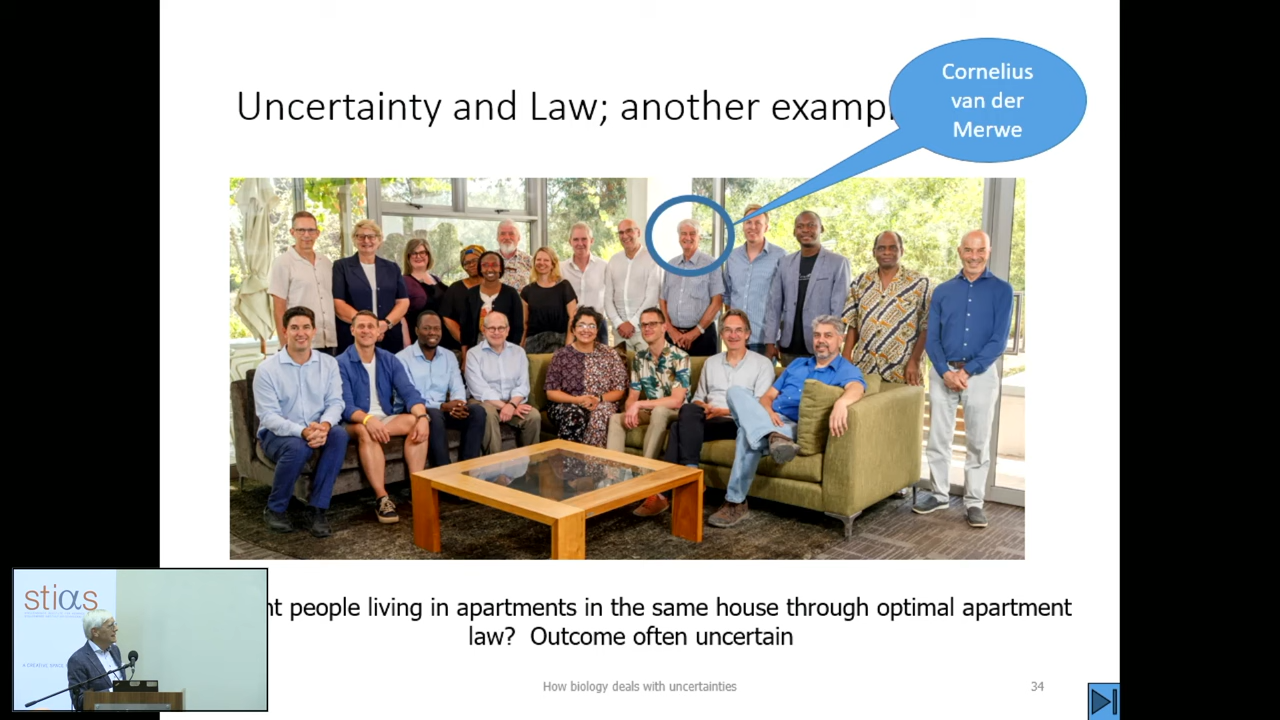 Cornelius
van der
Merwe
Uncertainty and Law; another exampl
nt people living in apartments in the same house through optimal apartment
law? Outcome often uncertain
How biology deals with uncertainties
34
stias